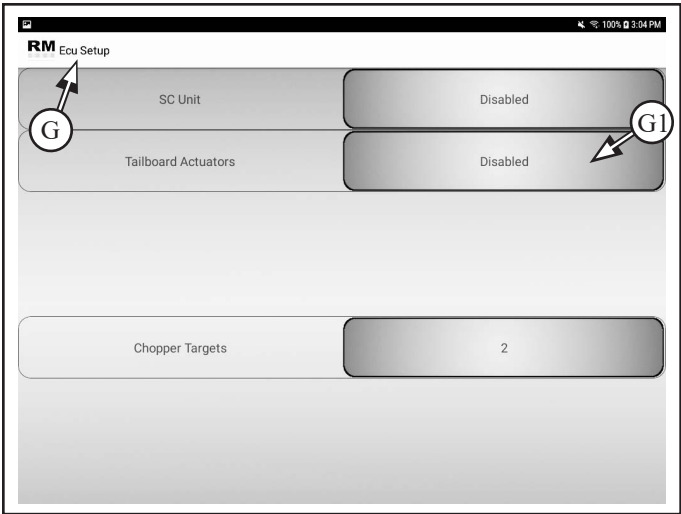 100% 3:04 PM
RM Ecu Setup
SC Unit Disabled
G G1
Tailboard Actuators Disabled
Chopper Targets 2